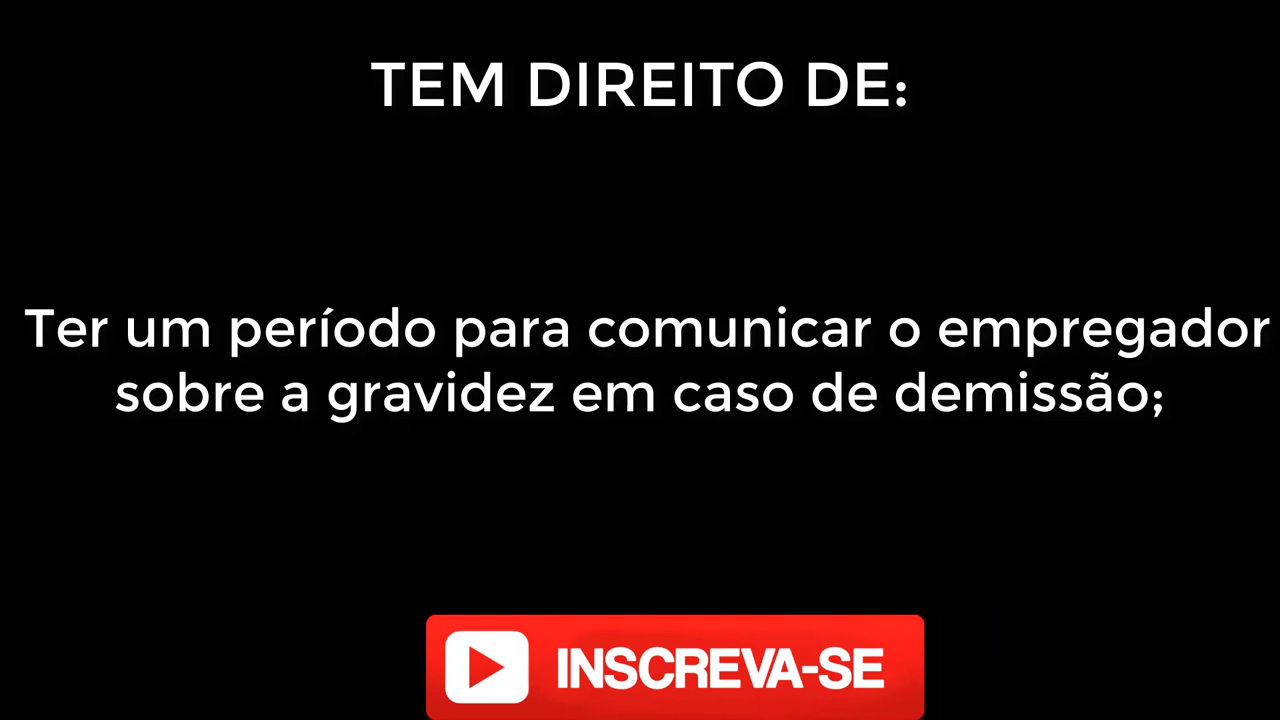 TEM DIREITO DE:
Ter um período para comunicar o empregador
sobre a gravidez em caso de demissão;
INSCREVA-SE